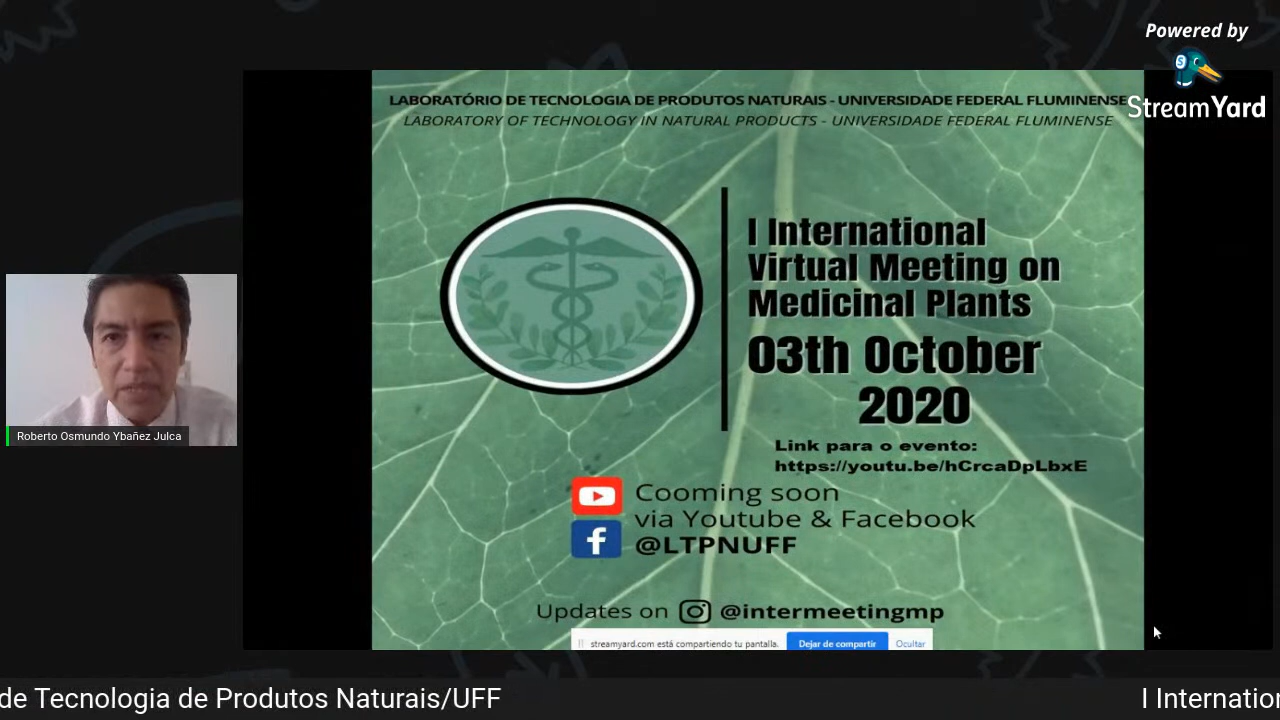 Powered by
StreamYard
LABORATÓRIO DE TECNOLOGIA DE PRODUTOS NATURAIS - UNIVERSIDADE FEDERAL FLUMINENSE
LABORATORY OF TECHNOLOGY IN NATURAL PRODUCTS - UNIVERSIDADE FEDERAL FLUMINENSE
I International
Virtual Meeting on
Medicinal Plants
03th October
2020
Link para o evento:
https://youtu.be/hCrcaDpLbxE
Cooming soon
via Youtube & Facebook
@LTPNUFF
Updates on @intermeetingmp
streamyard.com está compartiendo tu pantalla. Dejar de compartir Ocultar
Roberto Osmundo Ybañez Julca
de Tecnologia de Produtos Naturais/UFF
I Internation